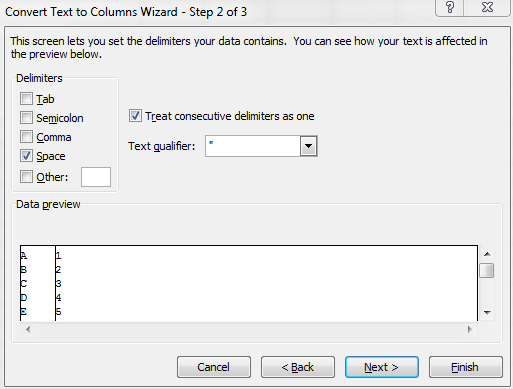 Convert Text to Columns Wizard - Step 2 of 3
This screen lets you set the delimiters your data contains. You can see how your text is affected in
the preview below.
Delimiters
Tab
Semicolon
Comma
Space
Other:
Treat consecutive delimiters as one
Text qualifier: "
Data preview
A 1
B 2
C 3
D 4
E 5
Cancel < Back Next > Finish